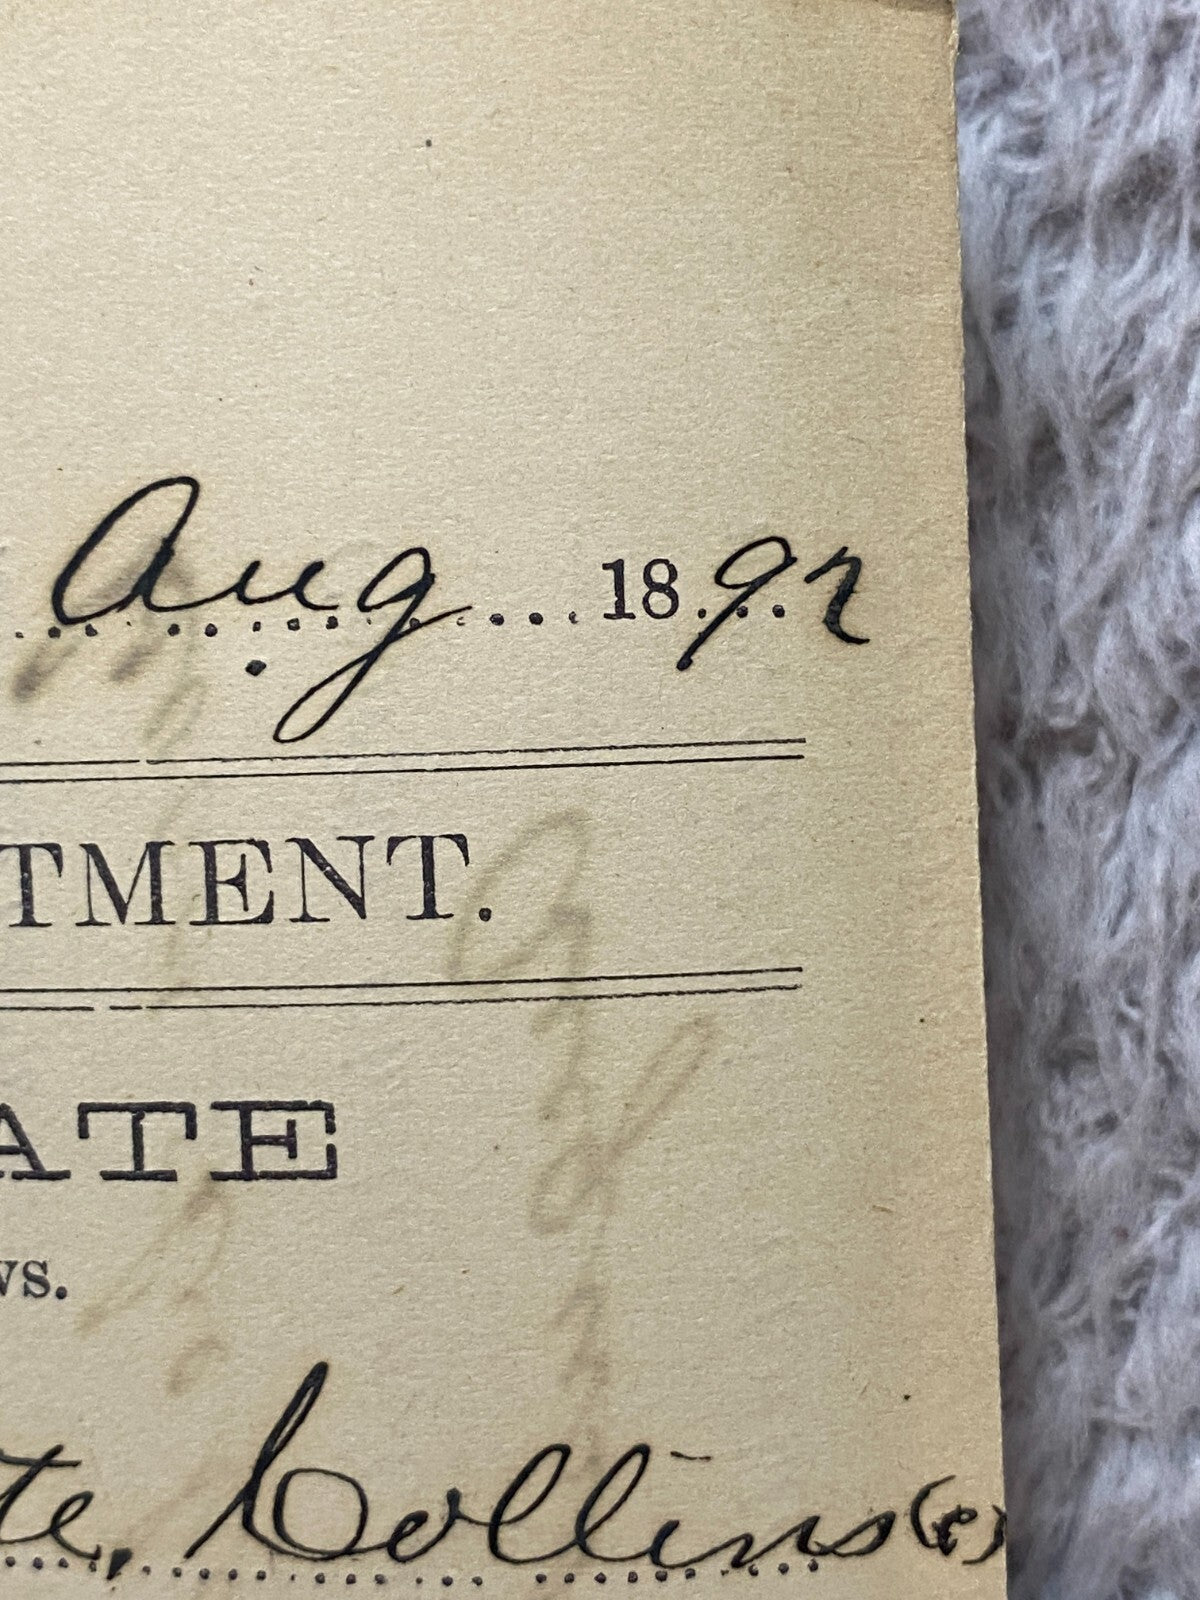 Aug ... 1892
TMENT.
ATE
ws.
te, Collins